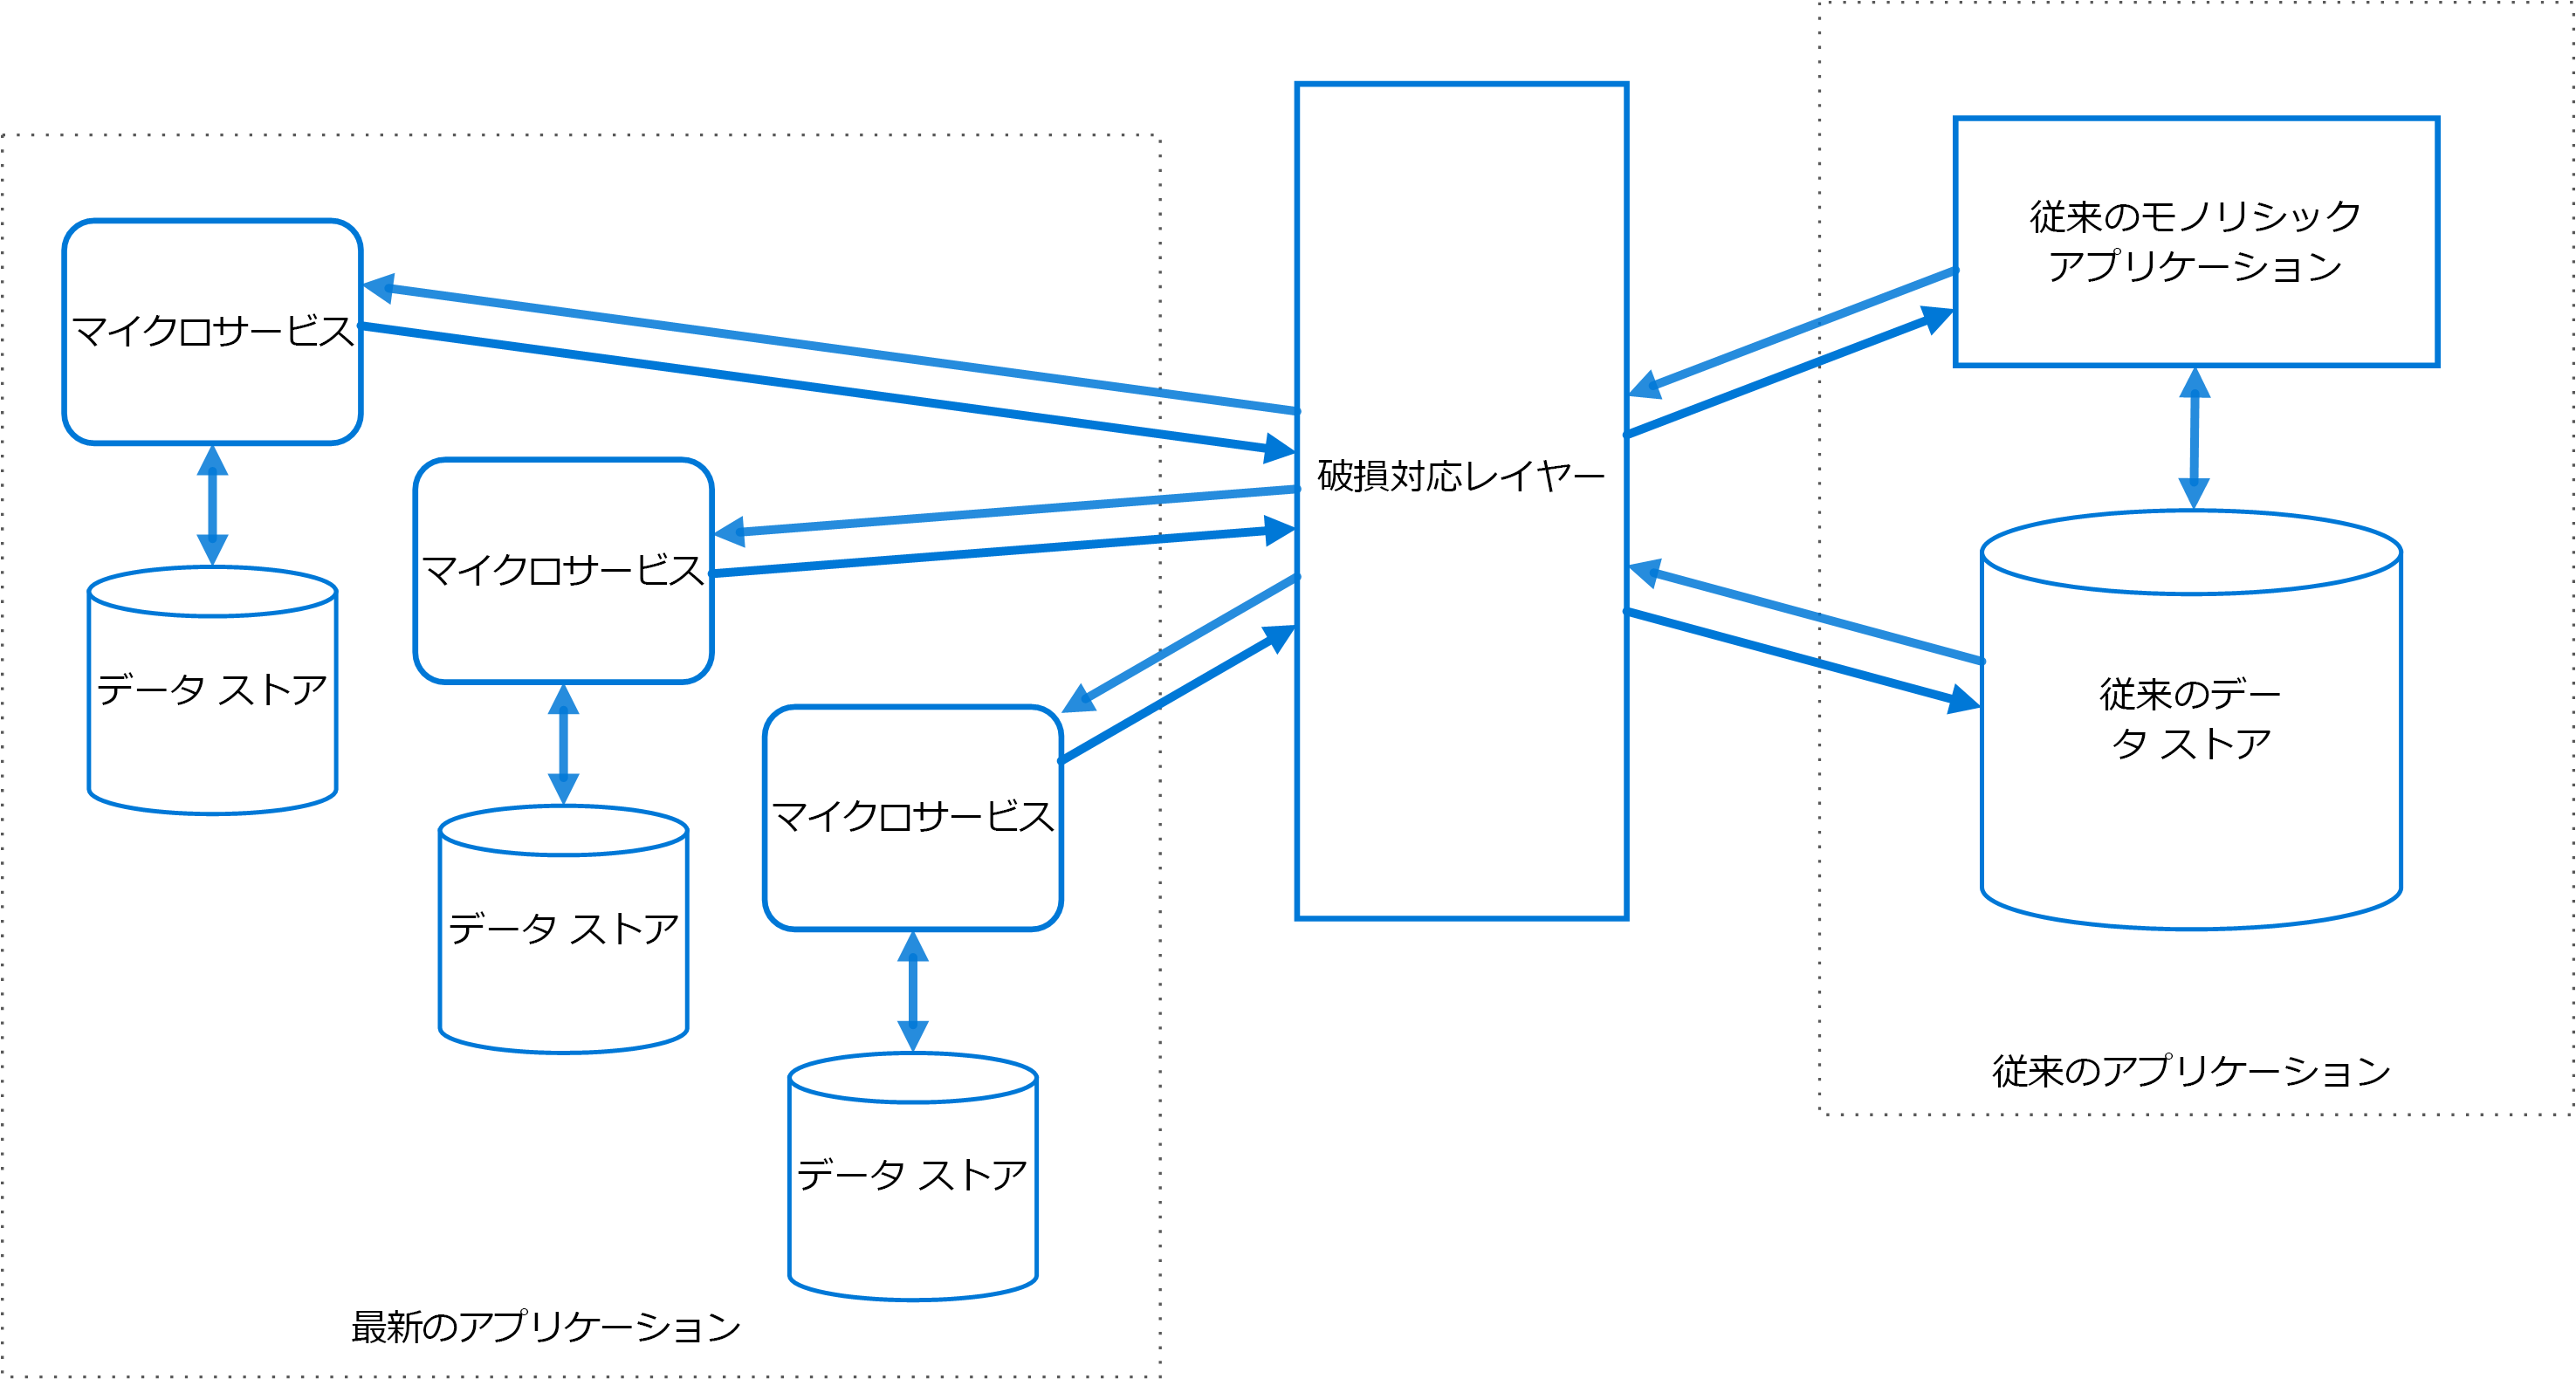 マイクロサービス
データ ストア
マイクロサービス
データ ストア
マイクロサービス
データ ストア
最新のアプリケーション
破損対応レイヤー
従来のモノリシック
アプリケーション
従来のデー
タ ストア
従来のアプリケーション